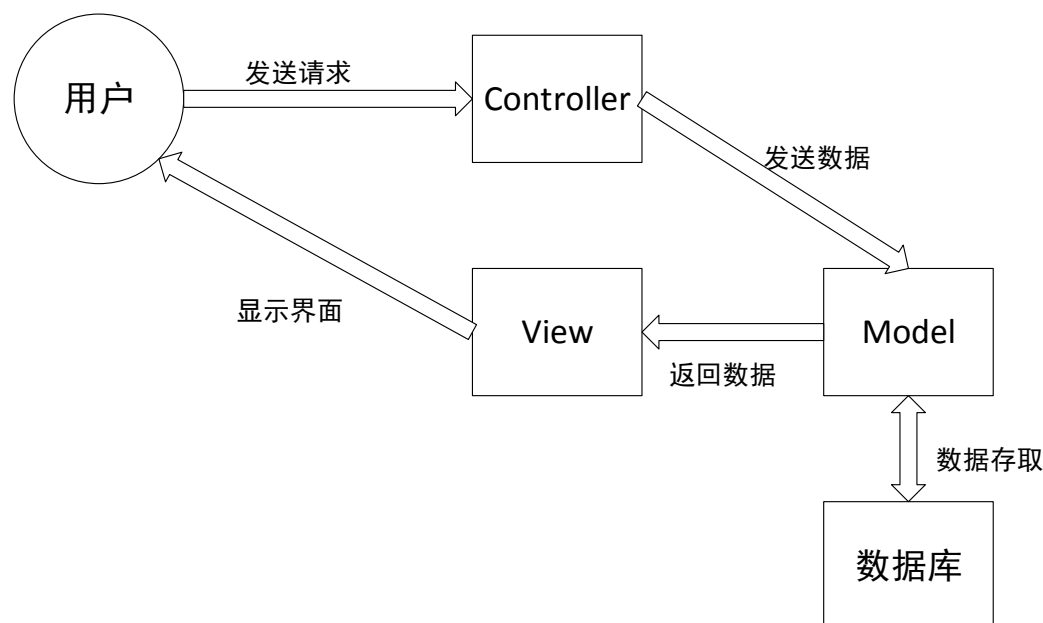 用户
发送请求
Controller
发送数据
显示界面
View
返回数据
Model
数据存取
数据库